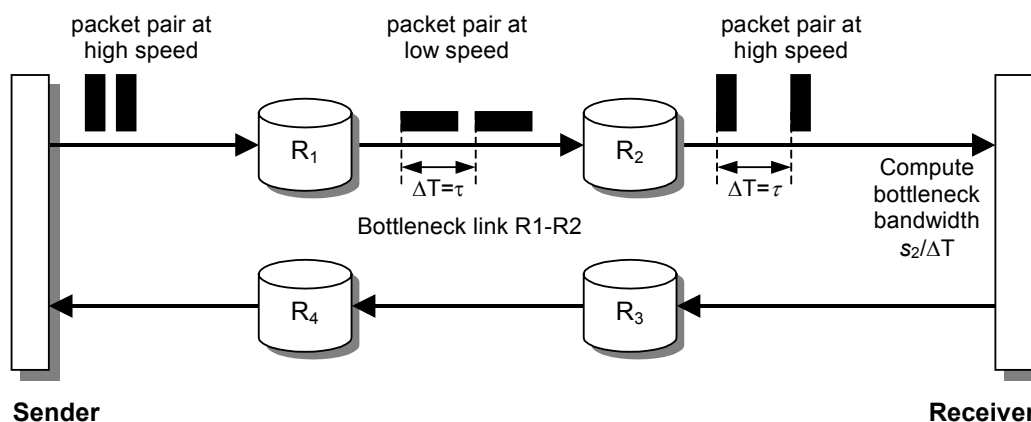 packet pair at
high speed
packet pair at
low speed
packet pair at
high speed
R1
R2
ΔT=τ
ΔT=τ
Compute
bottleneck
bandwidth
s2/ΔT
Bottleneck link R1-R2
R4
R3
Sender
Receiver